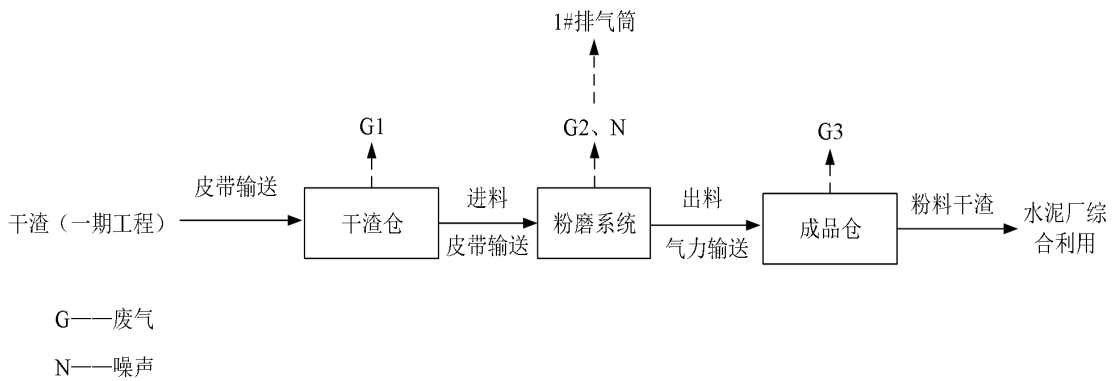 1#排气筒
G1
G2、N
G3
皮带输送
进料
出料
粉料干渣
干渣（一期工程）
干渣仓
粉磨系统
成品仓
水泥厂综
合利用
皮带输送
气力输送
G——废气
N——噪声